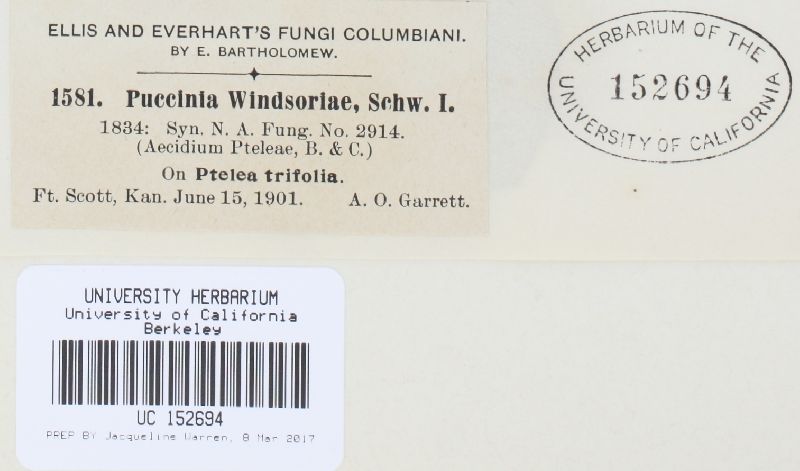 ELLIS AND EVERHART'S FUNGI COLUMBIANI.
BY E. BARTHOLOMEW.
1581. Puccinia Windsoriae, Schw. I.
1834: Syn. N. A. Fung. No. 2914.
(Aecidium Pteleae, B. & C.)
On Ptelea trifolia.
Ft. Scott, Kan. June 15, 1901. A. O. Garrett.
HERBARIUM OF THE
152694
UNIVERSITY OF CALIFORNIA
UNIVERSITY HERBARIUM
University of California
Berkeley
UC 152694
PREP BY Jacqueline Warren, 8 Mar 2017